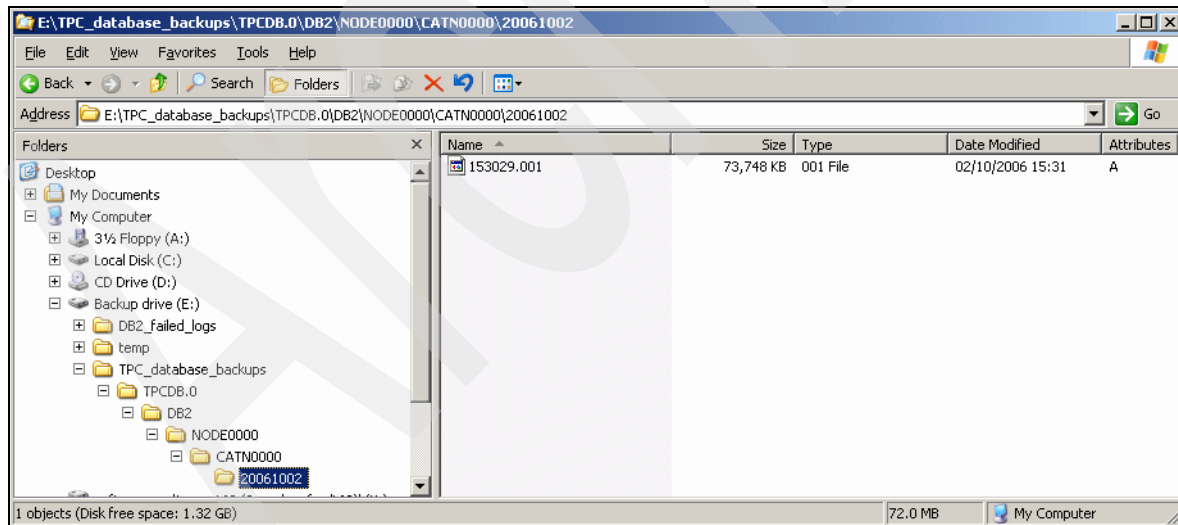 E:\TPC_database_backups\TPCDB.0\DB2\NODE0000\CATN0000\20061002
File Edit View Favorites Tools Help
Back Search Folders
Address E:\TPC_database_backups\TPCDB.0\DB2\NODE0000\CATN0000\20061002 Go
Folders
Name Size Type Date Modified Attributes
153029.001 73,748 KB 001 File 02/10/2006 15:31 A
Desktop
My Documents
My Computer
3½ Floppy (A:)
Local Disk (C:)
CD Drive (D:)
Backup drive (E:)
DB2_failed_logs
temp
TPC_database_backups
TPCDB.0
DB2
NODE0000
CATN0000
20061002
1 objects (Disk free space: 1.32 GB) 72.0 MB My Computer